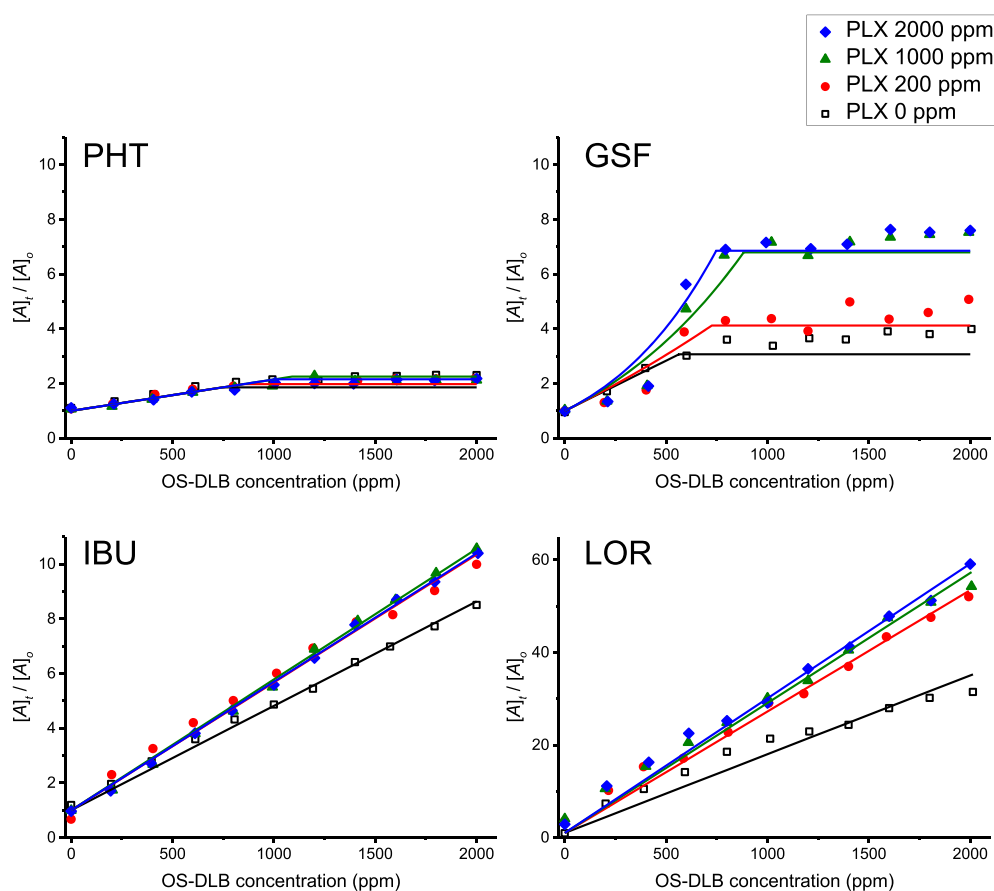 PLX 2000 ppm
PLX 1000 ppm
PLX 200 ppm
PLX 0 ppm
PHT
10
8
6
4
2
0
[A]t / [A]o
0 500 1000 1500 2000
OS-DLB concentration (ppm)
GSF
10
8
6
4
2
0
[A]t / [A]o
0 500 1000 1500 2000
OS-DLB concentration (ppm)
IBU
10
8
6
4
2
0
[A]t / [A]o
0 500 1000 1500 2000
OS-DLB concentration (ppm)
LOR
60
40
20
0
[A]t / [A]o
0 500 1000 1500 2000
OS-DLB concentration (ppm)